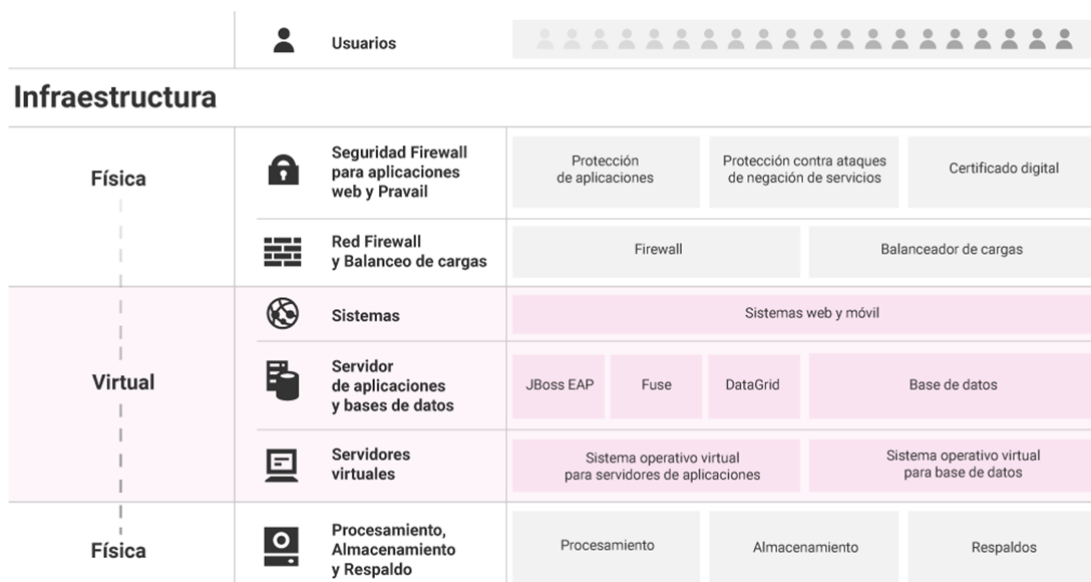 Usuarios
Infraestructura
Física
Seguridad Firewall
para aplicaciones
web y Pravail
Protección
de aplicaciones
Protección contra ataques
de negación de servicios
Certificado digital
Red Firewall
y Balanceo de cargas
Firewall
Balanceador de cargas
Virtual
Sistemas
Sistemas web y móvil
Servidor
de aplicaciones
y bases de datos
JBoss EAP
Fuse
DataGrid
Base de datos
Servidores
virtuales
Sistema operativo virtual
para servidores de aplicaciones
Sistema operativo virtual
para base de datos
Física
Procesamiento,
Almacenamiento
y Respaldo
Procesamiento
Almacenamiento
Respaldos